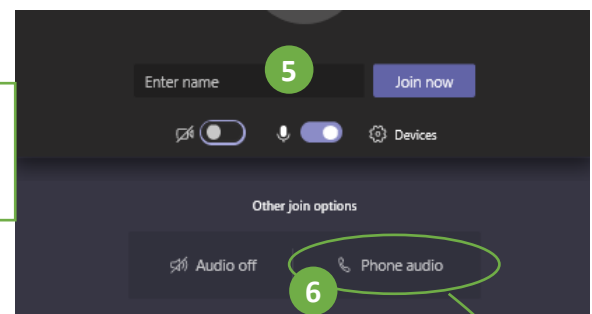 Enter name
5
Join now
Devices
Other join options
Audio off
Phone audio
6